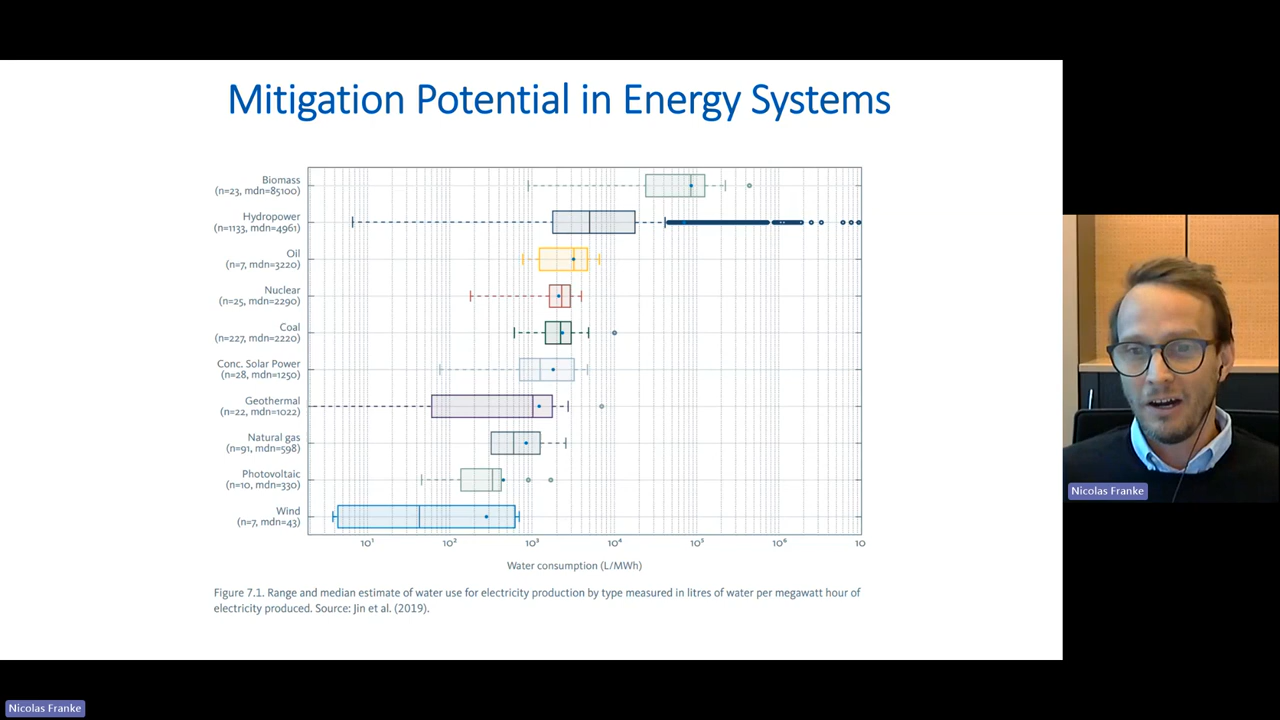 Mitigation Potential in Energy Systems
Biomass
(n=23, mdn=85100)
Hydropower
(n=1133, mdn=4961)
Oil
(n=7, mdn=3220)
Nuclear
(n=25, mdn=2290)
Coal
(n=227, mdn=2220)
Conc. Solar Power
(n=28, mdn=1250)
Geothermal
(n=22, mdn=1022)
Natural gas
(n=91, mdn=598)
Photovoltaic
(n=10, mdn=330)
Wind
(n=7, mdn=43)
10¹ 10² 10³ 10⁴ 10⁵ 10⁶ 10
Water consumption (L/MWh)
Figure 7.1. Range and median estimate of water use for electricity production by type measured in litres of water per megawatt hour of
electricity produced. Source: Jin et al. (2019).
Nicolas Franke
Nicolas Franke